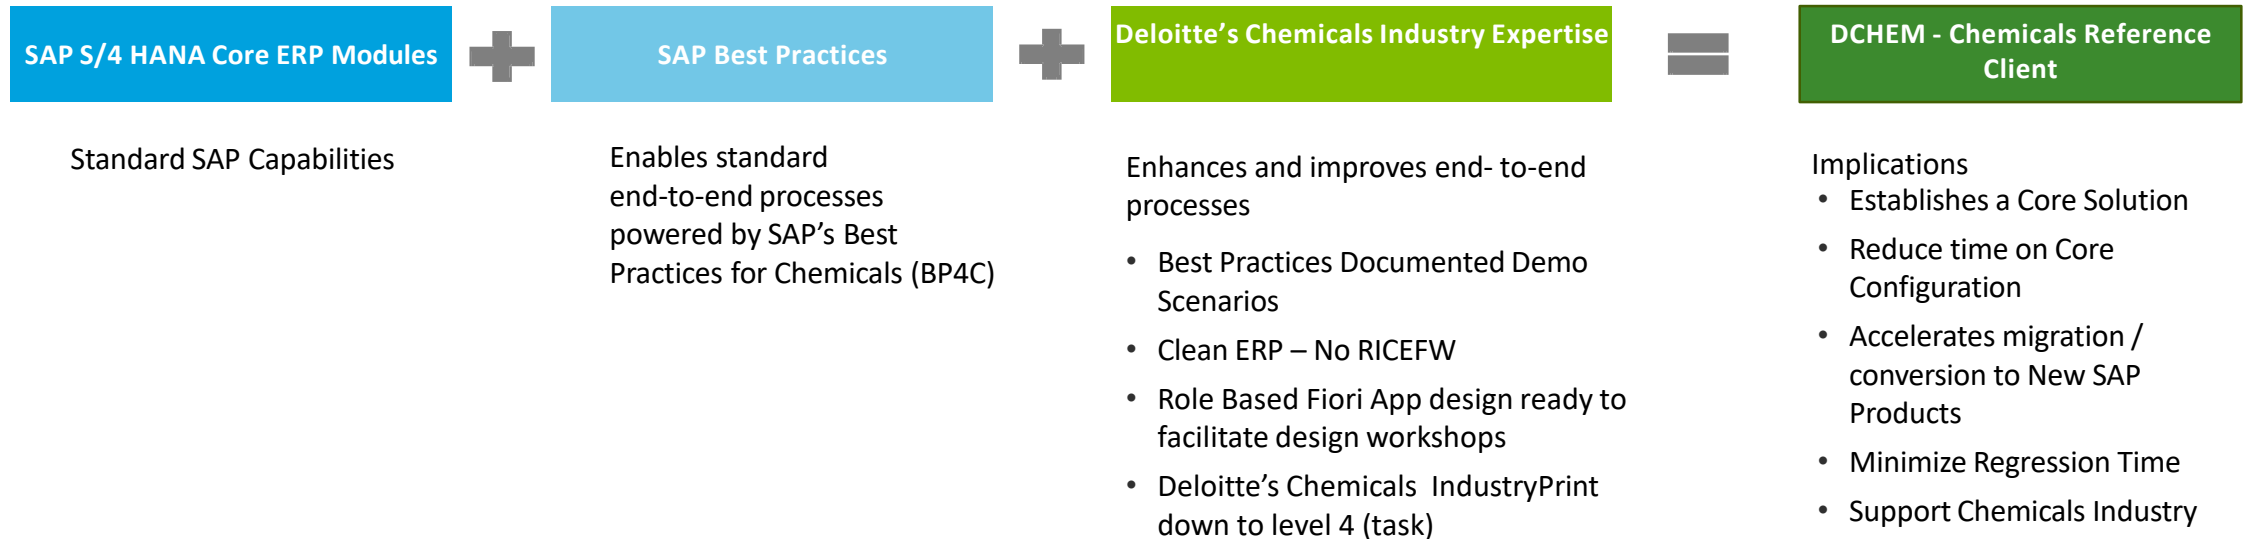 SAP S/4 HANA Core ERP Modules
SAP Best Practices
Deloitte’s Chemicals Industry Expertise
DCHEM - Chemicals Reference
Client
Standard SAP Capabilities
Enables standard
end-to-end processes
powered by SAP’s Best
Practices for Chemicals (BP4C)
Enhances and improves end- to-end
processes
• Best Practices Documented Demo
Scenarios
• Clean ERP – No RICEFW
• Role Based Fiori App design ready to
facilitate design workshops
• Deloitte’s Chemicals IndustryPrint
down to level 4 (task)
Implications
• Establishes a Core Solution
• Reduce time on Core
Configuration
• Accelerates migration /
conversion to New SAP
Products
• Minimize Regression Time
• Support Chemicals Industry